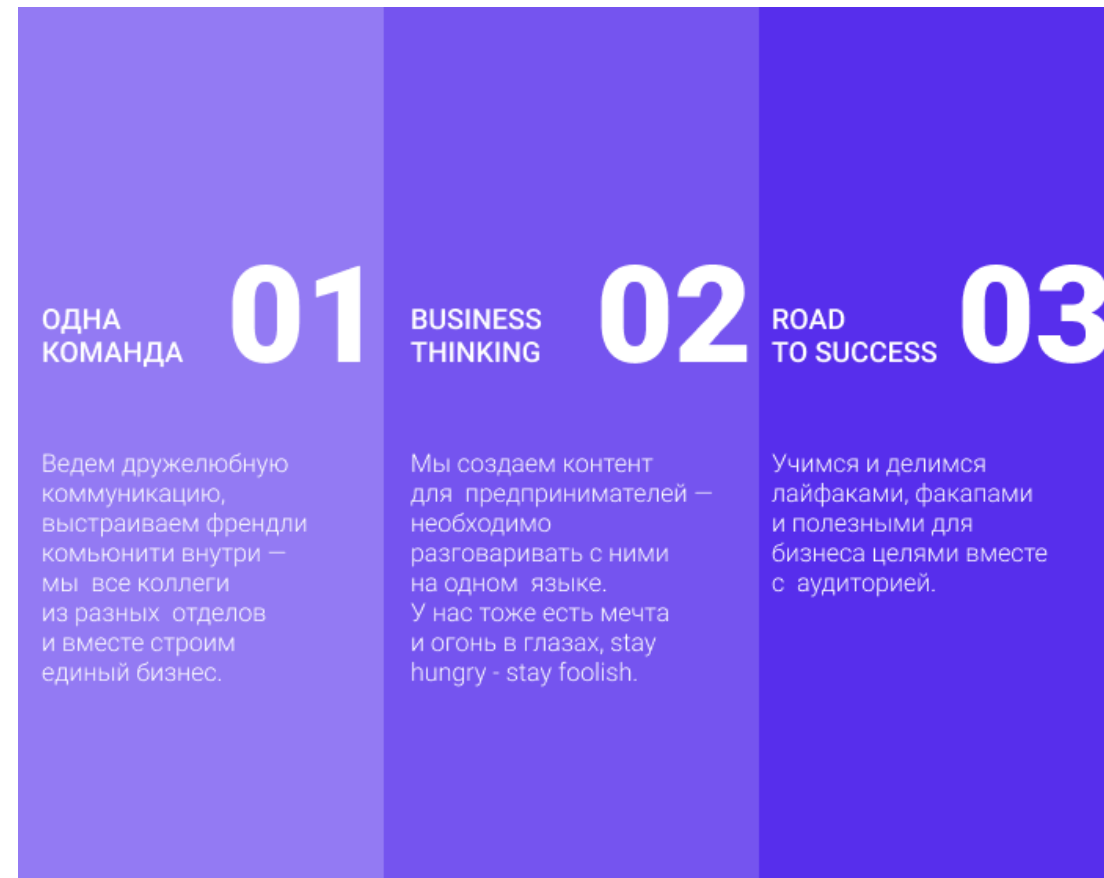 ОДНА
КОМАНДА
01
Ведем дружелюбную
коммуникацию,
выстраиваем френдли
комьюнити внутри —
мы все коллеги
из разных отделов
и вместе строим
единый бизнес.
BUSINESS
THINKING
02
Мы создаем контент
для предпринимателей —
необходимо
разговаривать с ними
на одном языке.
У нас тоже есть мечта
и огонь в глазах, stay
hungry - stay foolish.
ROAD
TO SUCCESS
03
Учимся и делимся
лайфаками, факапами
и полезными для
бизнеса целями вместе
с аудиторией.